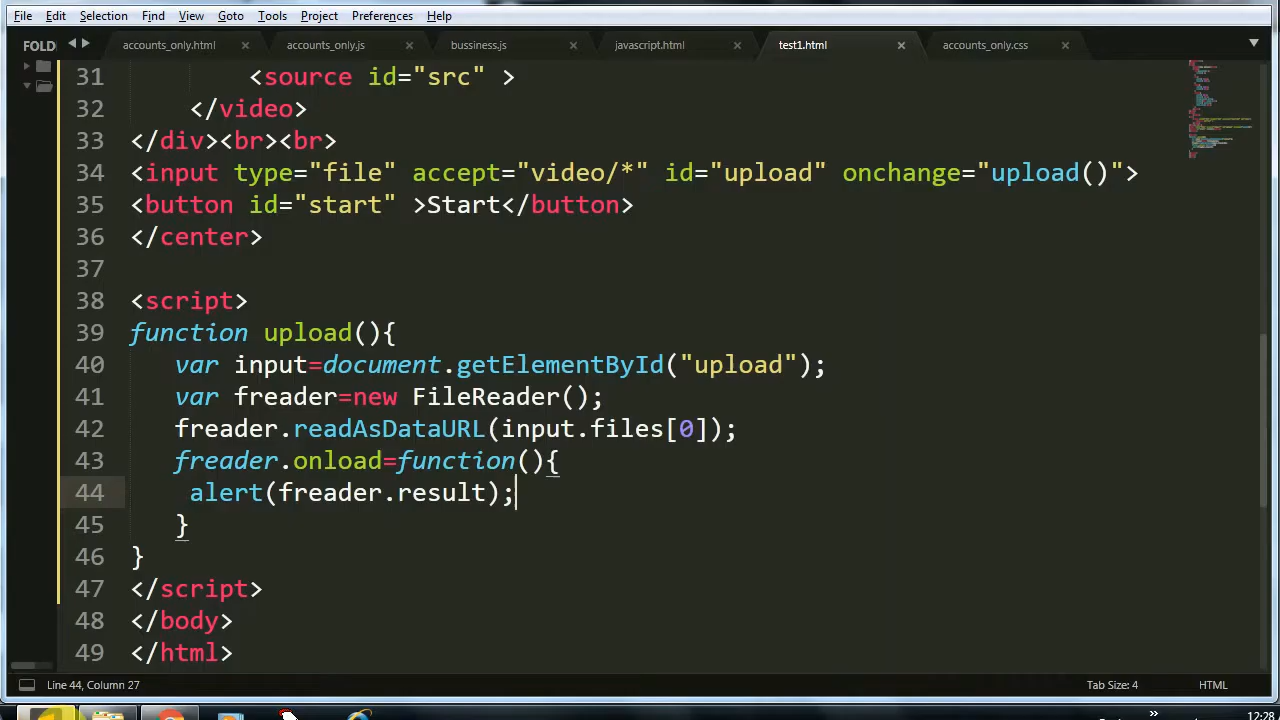 File Edit Selection Find View Goto Tools Project Preferences Help
FOLD
accounts_only.html accounts_only.js bussiness.js javascript.html test1.html accounts_only.css
31 <source id="src" >
32 </video>
33 </div><br><br>
34 <input type="file" accept="video/*" id="upload" onchange="upload()">
35 <button id="start" >Start</button>
36 </center>
37
38 <script>
39 function upload(){
40 var input=document.getElementById("upload");
41 var freader=new FileReader();
42 freader.readAsDataURL(input.files[0]);
43 freader.onload=function(){
44 alert(freader.result);
45 }
46 }
47 </script>
48 </body>
49 </html>
Line 44, Column 27 Tab Size: 4 HTML
12:28